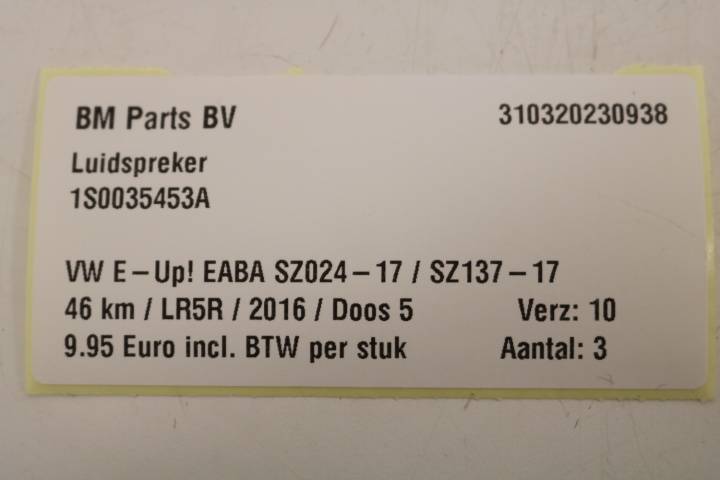 BM Parts BV 310320230938
Luidspreker
1S0035453A
VW E-Up! EABA SZ024-17 / SZ137-17
46 km / LR5R / 2016 / Doos 5 Verz: 10
9.95 Euro incl. BTW per stuk Aantal: 3